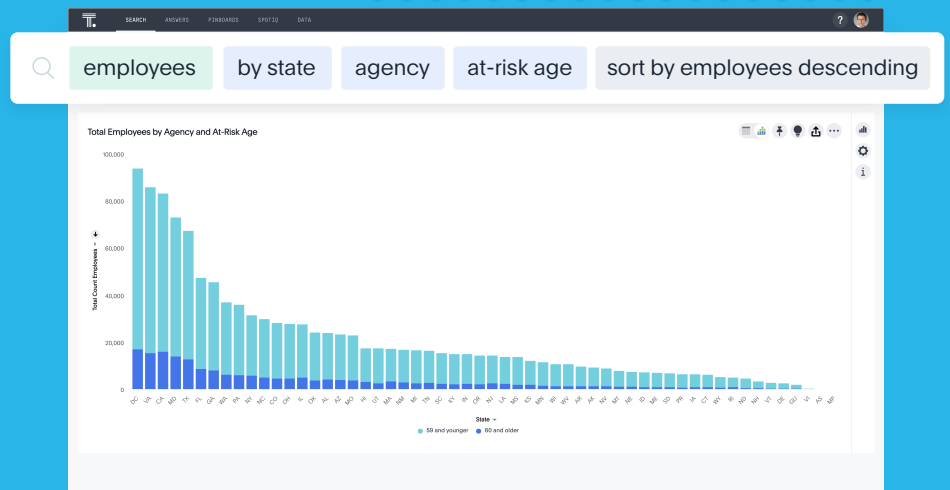 T.
SEARCH ANSWERS PINBOARDS SPOTIQ DATA ?
employees by state agency at-risk age sort by employees descending
Total Employees by Agency and At-Risk Age
100,000
80,000
60,000
40,000
20,000
0
Total Count Employees
DC VA CA MD TX FL GA WA PA NY NC CO OH IL OK AL AZ MO HI UT MA NM MI TN SC KY IN OR NJ LA MS KS MN WI WV AR AK NV MT NE ID ME SD PR IA CT WY RI ND NH VT DE GU VI AS MP
State
59 and younger 60 and older